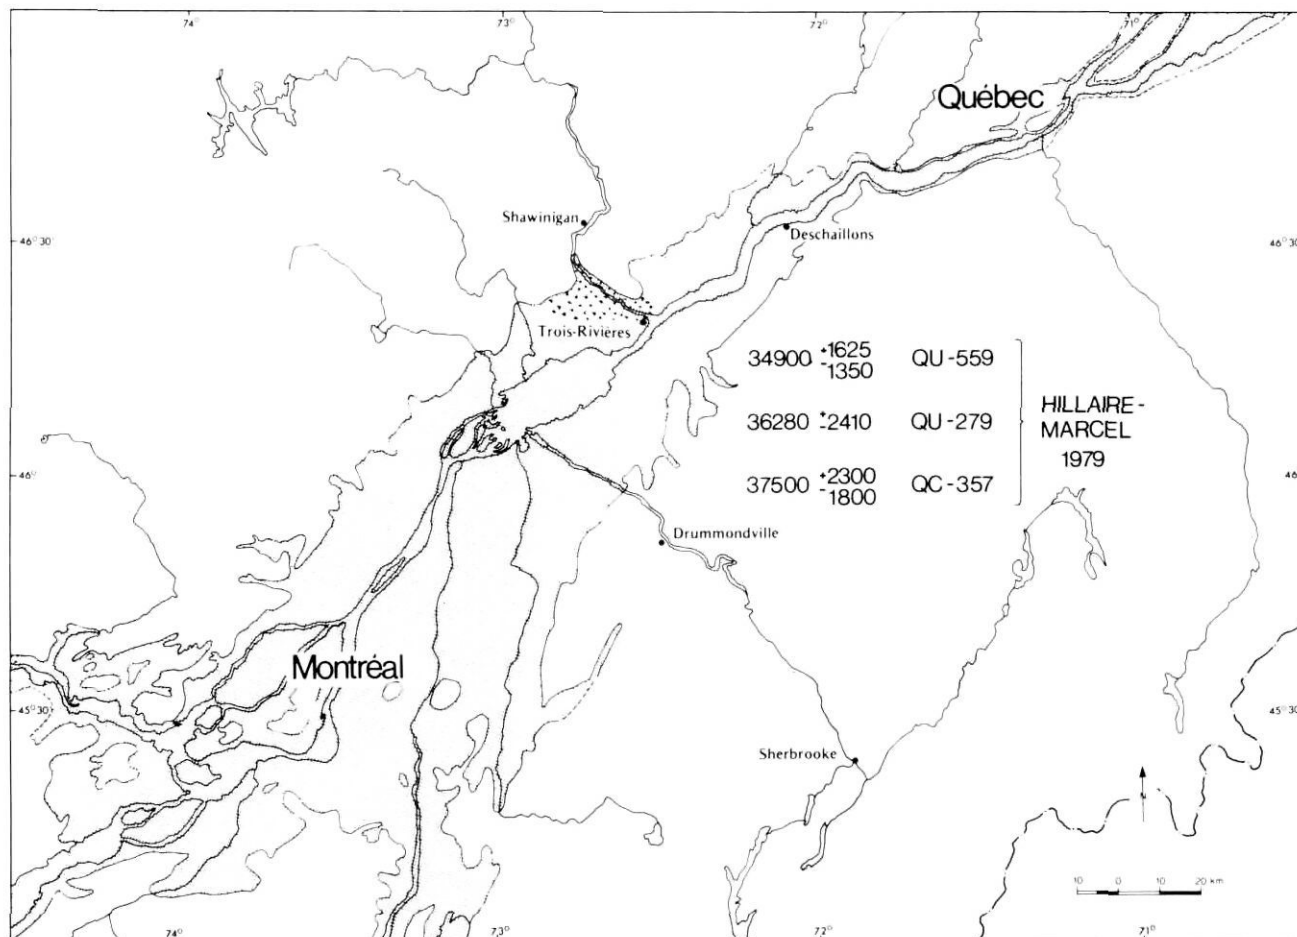 74° 73° 72° 71°
Québec
Shawinigan
46° 30' 46° 30'
Deschaillons
Trois-Rivières
34900 +1625 -1350 QU-559
36280 ± 2410 QU-279
37500 +2300 -1800 QC-357
HILLAIRE-
MARCEL
1979
46° 46°
Drummondville
Montréal
45° 30' 45° 30'
Sherbrooke
10 0 10 20 km
74° 73° 72° 71°